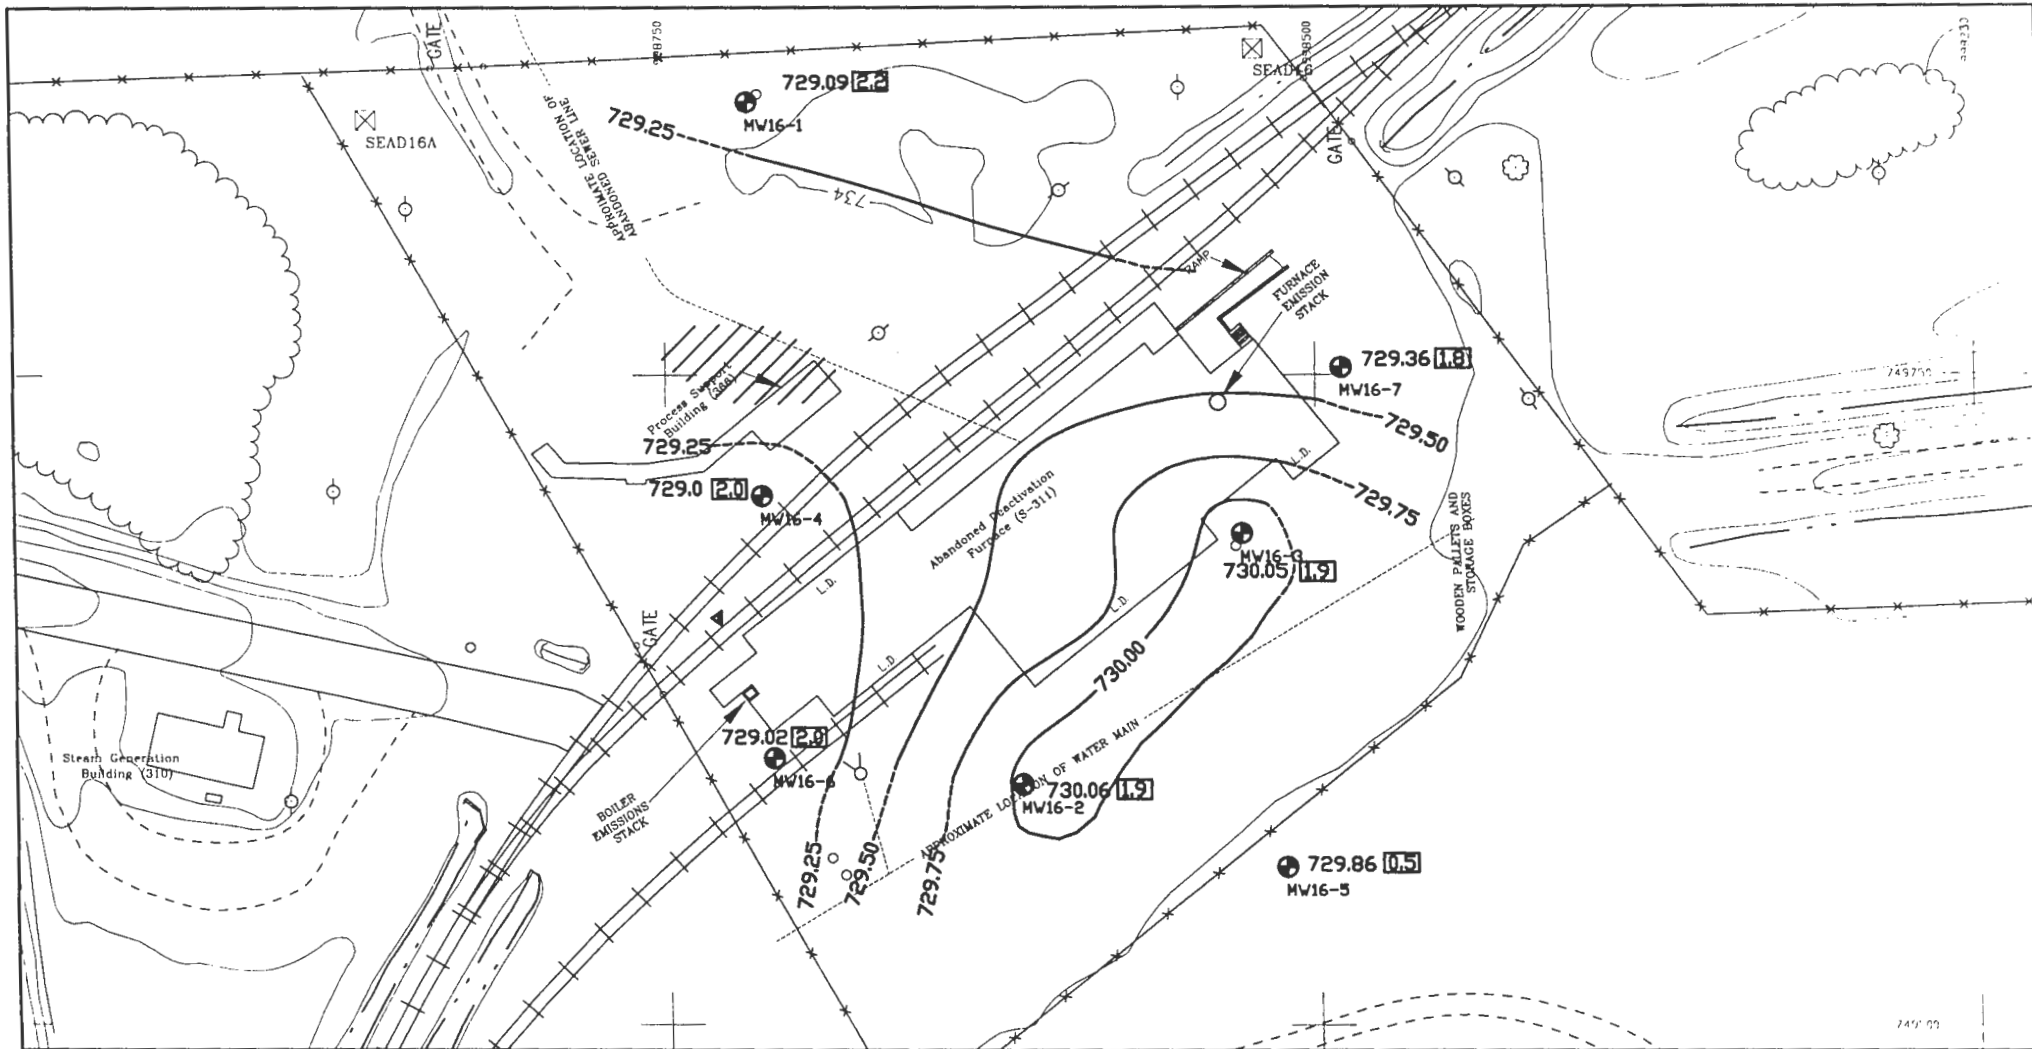 GATE
SEAD16
SEAD16A
729.09 2.2
MW16-1
729.25
APPROIMATE LOCATION OF
ABANDONED SEWER LINE
734
GATE
RAMP
FURNACE
EMISSION
STACK
729.36 1.8
MW16-7
729.50
729.75
Process Support
Building (366)
729.25
729.0 2.0
MW16-4
Abandoned Deactivation
Furnace (S-311)
L.D.
L.D.
L.D.
L.D.
MW16-3
730.05 1.9
WOODEN PALLETS AND
STORAGE BOXES
730.00
GATE
Steam Generation
Building (310)
729.02 2.0
MW16-6
BOILER
EMISSIONS
STACK
APPROXIMATE LOCATION OF WATER MAIN
730.06 1.9
MW16-2
729.25
729.50
729.75
729.86 0.5
MW16-5